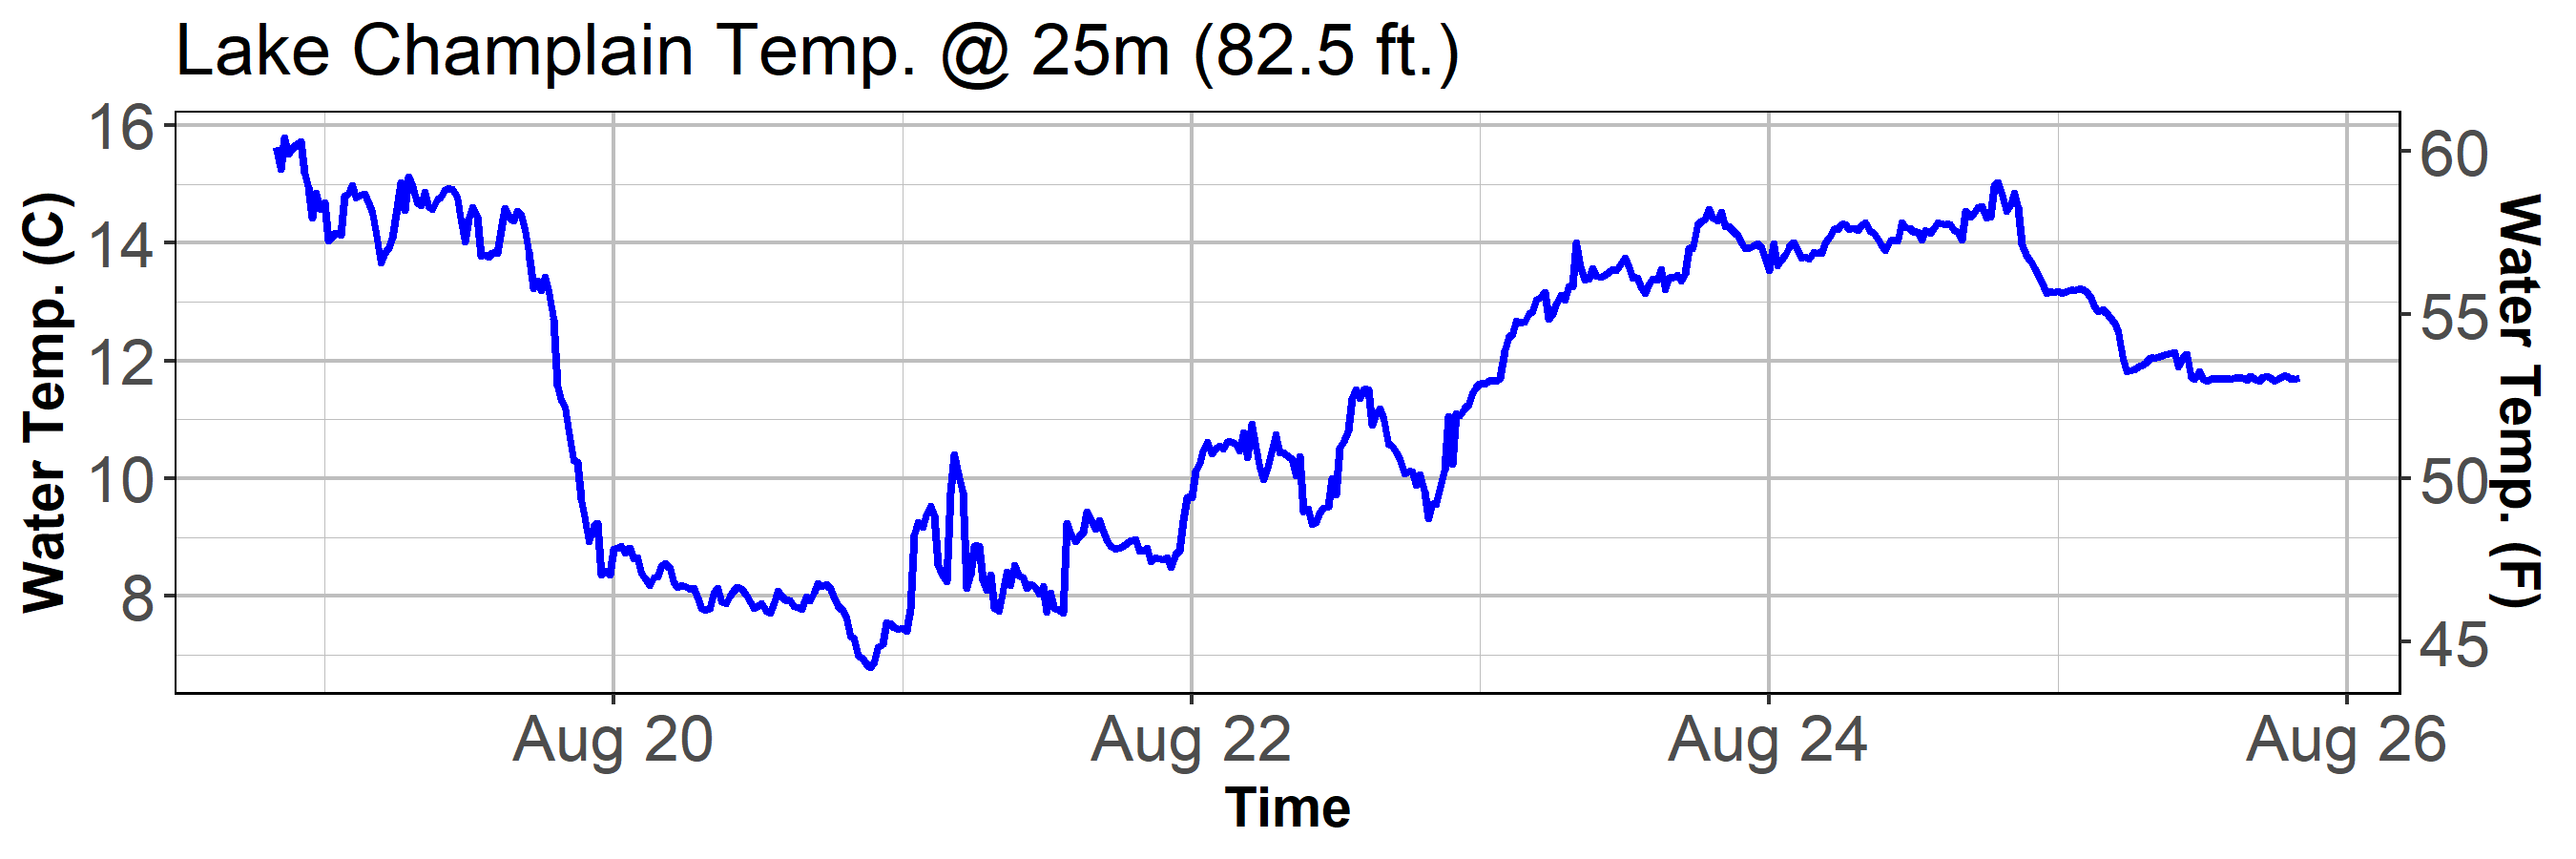 Lake Champlain Temp. @ 25m (82.5 ft.)
Water Temp. (C)
16
14
12
10
8
60
55
50
45
Water Temp. (F)
Aug 20
Aug 22
Aug 24
Aug 26
Time